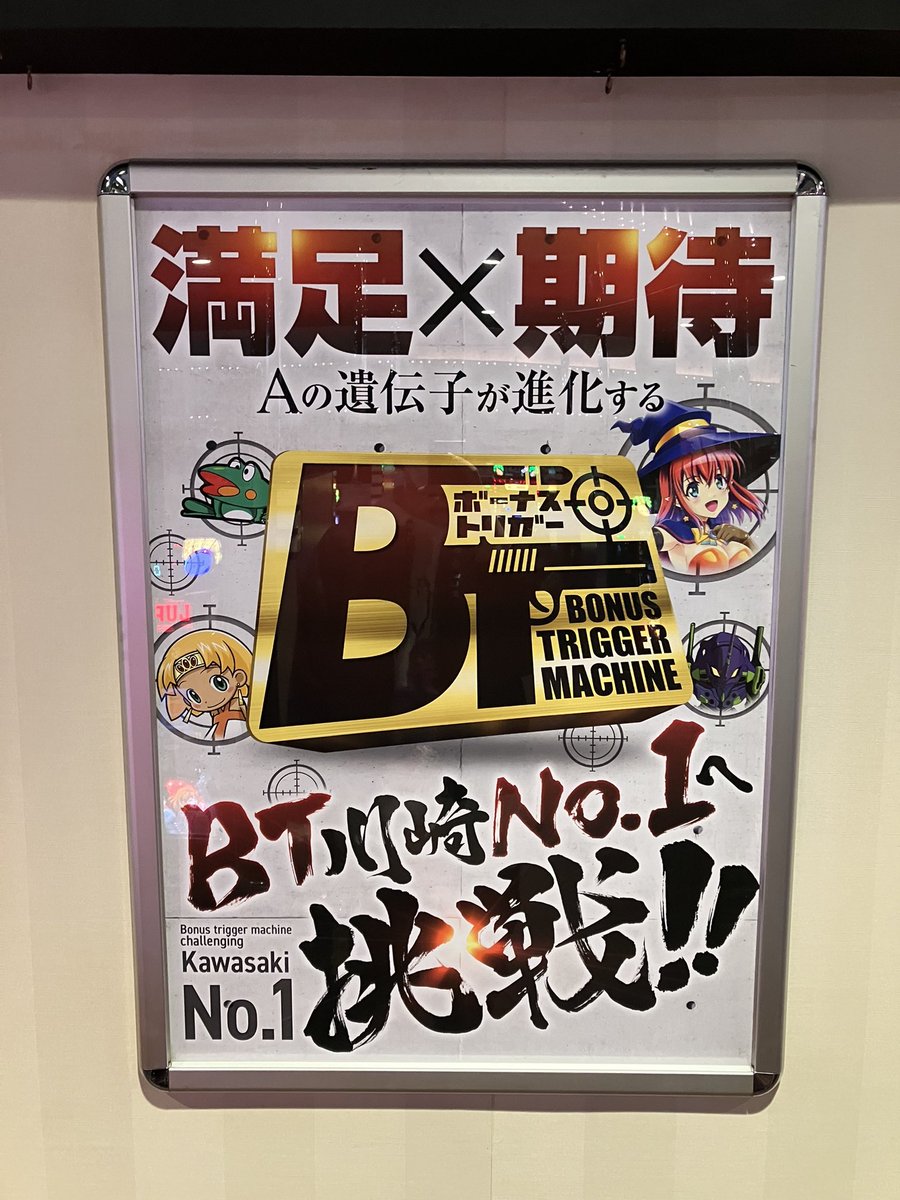 満足×期待
Aの遺伝子が進化する
BT
ボーナス
トリガー
BONUS
TRIGGER
MACHINE
BT川崎No.1へ
挑戦!!
Bonus trigger machine
challenging
Kawasaki
No.1